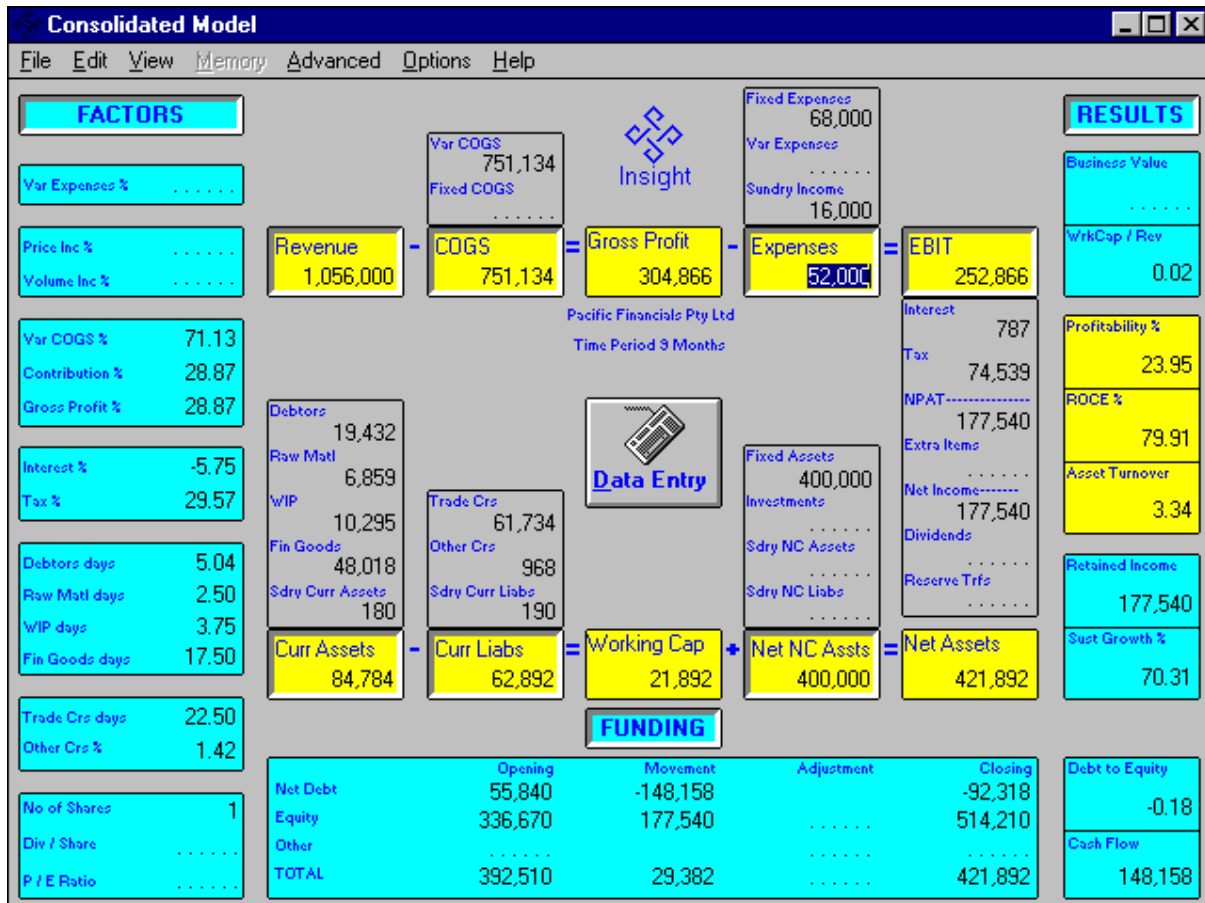 Consolidated Model
File Edit View Memory Advanced Options Help
FACTORS
Var Expenses % . . . . . .
Price Inc % . . . . . .
Volume Inc % . . . . . .
Var COGS % 71.13
Contribution % 28.87
Gross Profit % 28.87
Interest % -5.75
Tax % 29.57
Debtors days 5.04
Raw Matl days 2.50
WIP days 3.75
Fin Goods days 17.50
Trade Crs days 22.50
Other Crs % 1.42
No of Shares 1
Div / Share . . . . . .
P / E Ratio . . . . . .
Var COGS
751,134
Fixed COGS
. . . . . .
Insight
Fixed Expenses
68,000
Var Expenses
. . . . . .
Sundry Income
16,000
Revenue - COGS = Gross Profit - Expenses = EBIT
1,056,000 751,134 304,866 52,000 252,866
Pacific Financials Pty Ltd
Time Period 9 Months
Interest
787
Tax
74,539
NPAT---------------
177,540
Extra Items
. . . . . .
Net Income-------
177,540
Dividends
. . . . . .
Reserve Trfs
. . . . . .
Debtors
19,432
Raw Matl
6,859
WIP
10,295
Fin Goods
48,018
Sdry Curr Assets
180
Trade Crs
61,734
Other Crs
968
Sdry Curr Liabs
190
Data Entry
Fixed Assets
400,000
Investments
. . . . . .
Sdry NC Assets
. . . . . .
Sdry NC Liabs
. . . . . .
Curr Assets - Curr Liabs = Working Cap + Net NC Assts = Net Assets
84,784 62,892 21,892 400,000 421,892
FUNDING
Opening Movement Adjustment Closing
Net Debt 55,840 -148,158 -92,318
Equity 336,670 177,540 . . . . . . 514,210
Other . . . . . . . . . . . . . . . . . .
TOTAL 392,510 29,382 . . . . . . 421,892
RESULTS
Business Value
. . . . . .
WrkCap / Rev
0.02
Profitability %
23.95
ROCE %
79.91
Asset Turnover
3.34
Retained Income
177,540
Sust Growth %
70.31
Debt to Equity
-0.18
Cash Flow
148,158